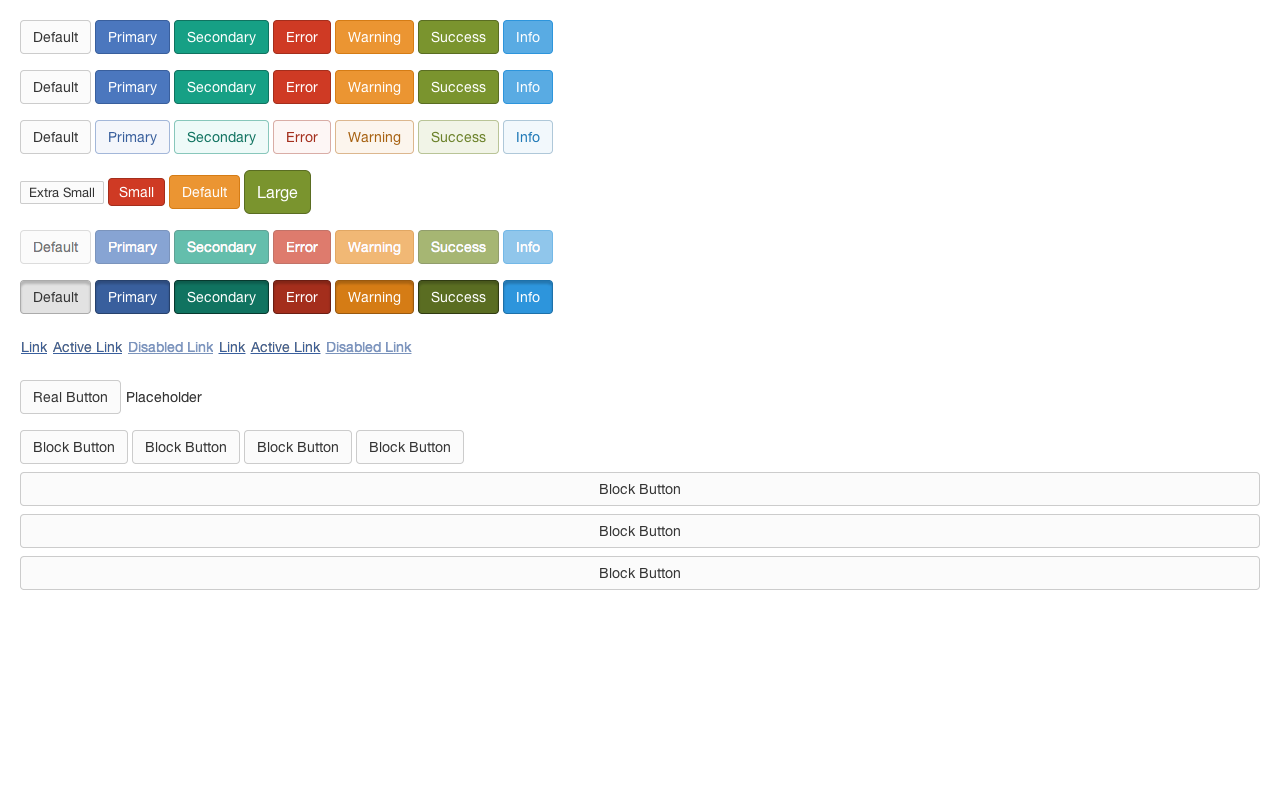 Default Primary Secondary Error Warning Success Info
Default Primary Secondary Error Warning Success Info
Default Primary Secondary Error Warning Success Info
Extra Small Small Default Large
Default Primary Secondary Error Warning Success Info
Default Primary Secondary Error Warning Success Info
Link Active Link Disabled Link Link Active Link Disabled Link
Real Button Placeholder
Block Button Block Button Block Button Block Button
Block Button
Block Button
Block Button